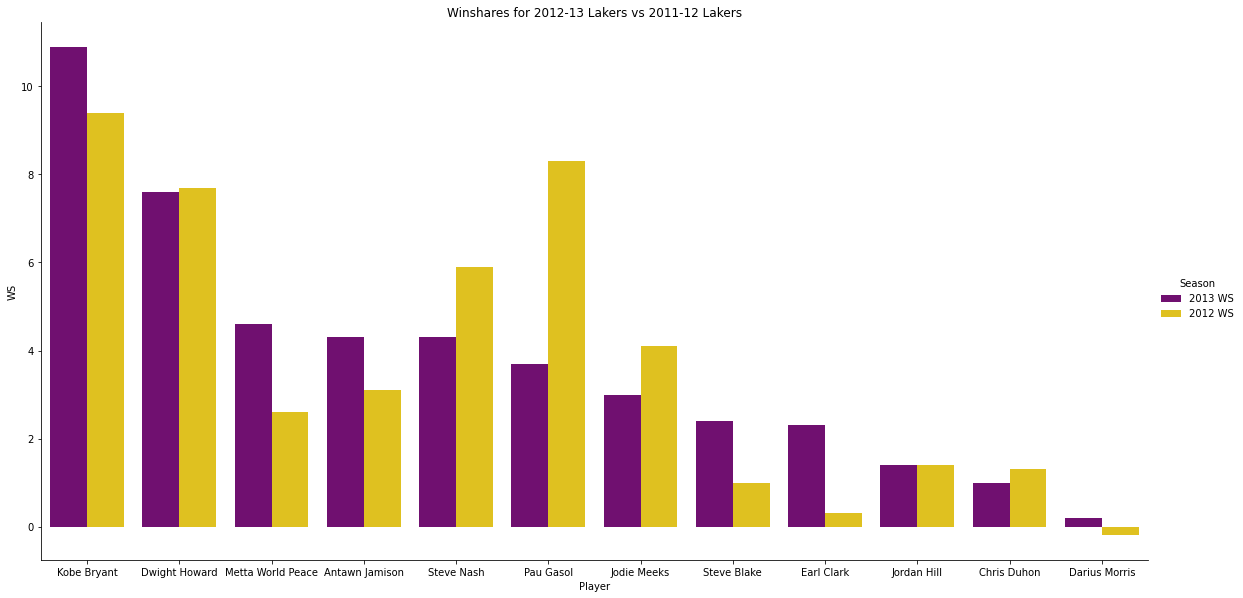 Winshares for 2012-13 Lakers vs 2011-12 Lakers
WS
10
8
6
4
2
0
Kobe Bryant Dwight Howard Metta World Peace Antawn Jamison Steve Nash Pau Gasol Jodie Meeks Steve Blake Earl Clark Jordan Hill Chris Duhon Darius Morris
Player
Season
2013 WS
2012 WS